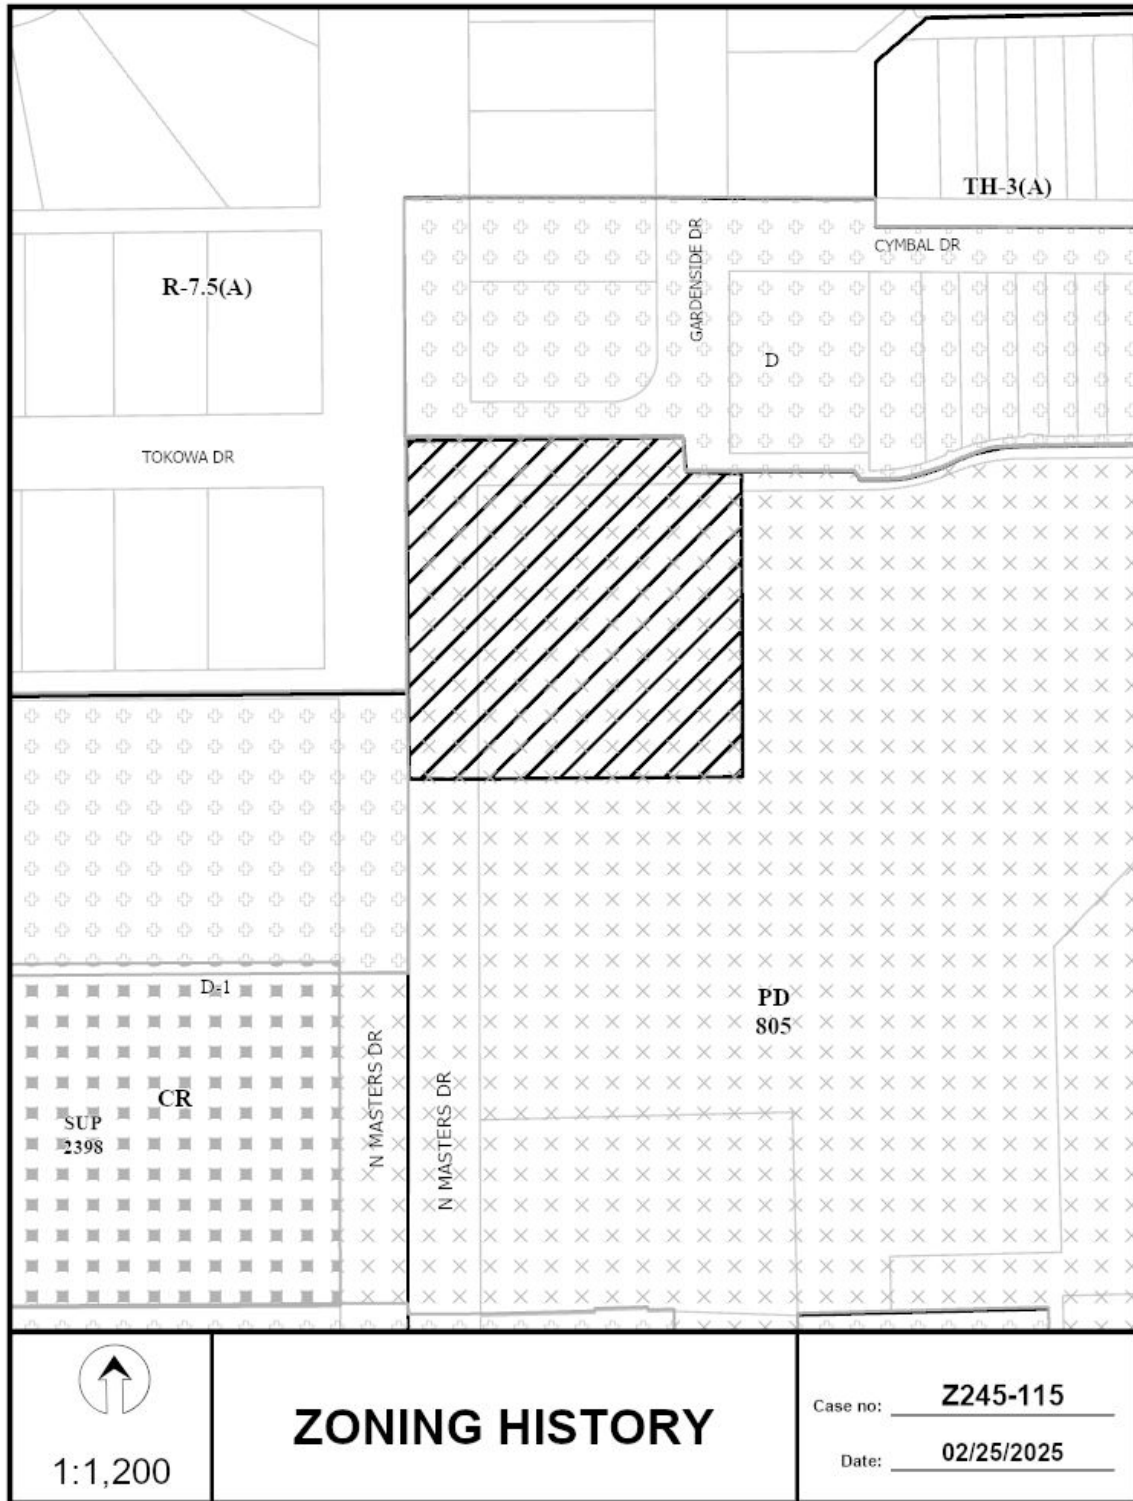 TH-3(A)
CYMBAL DR
GARDENSIDE DR
R-7.5(A)
D
TOKOWA DR
D-1
PD
805
CR
SUP
2398
N MASTERS DR
N MASTERS DR
1:1,200
ZONING HISTORY
Case no: Z245-115
Date: 02/25/2025